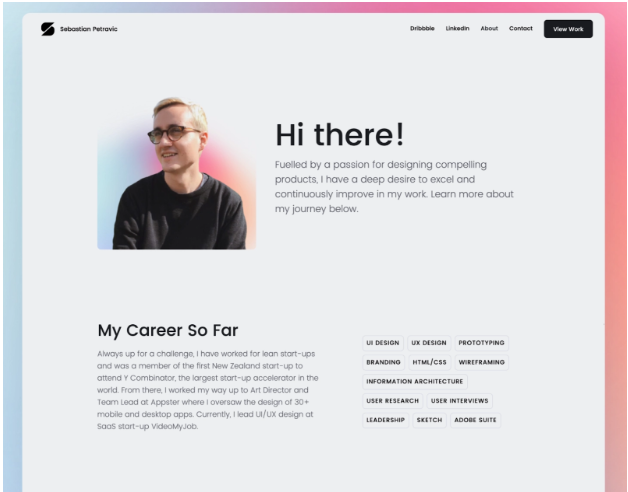 Sebastian Petravic
Dribbble LinkedIn About Contact View Work
Hi there!
Fuelled by a passion for designing compelling
products, I have a deep desire to excel and
continuously improve in my work. Learn more about
my journey below.
My Career So Far
Always up for a challenge, I have worked for lean start-ups
and was a member of the first New Zealand start-up to
attend Y Combinator, the largest start-up accelerator in the
world. From there, I worked my way up to Art Director and
Team Lead at Appster where I oversaw the design of 30+
mobile and desktop apps. Currently, I lead UI/UX design at
SaaS start-up VideoMyJob.
UI DESIGN UX DESIGN PROTOTYPING
BRANDING HTML/CSS WIREFRAMING
INFORMATION ARCHITECTURE
USER RESEARCH USER INTERVIEWS
LEADERSHIP SKETCH ADOBE SUITE